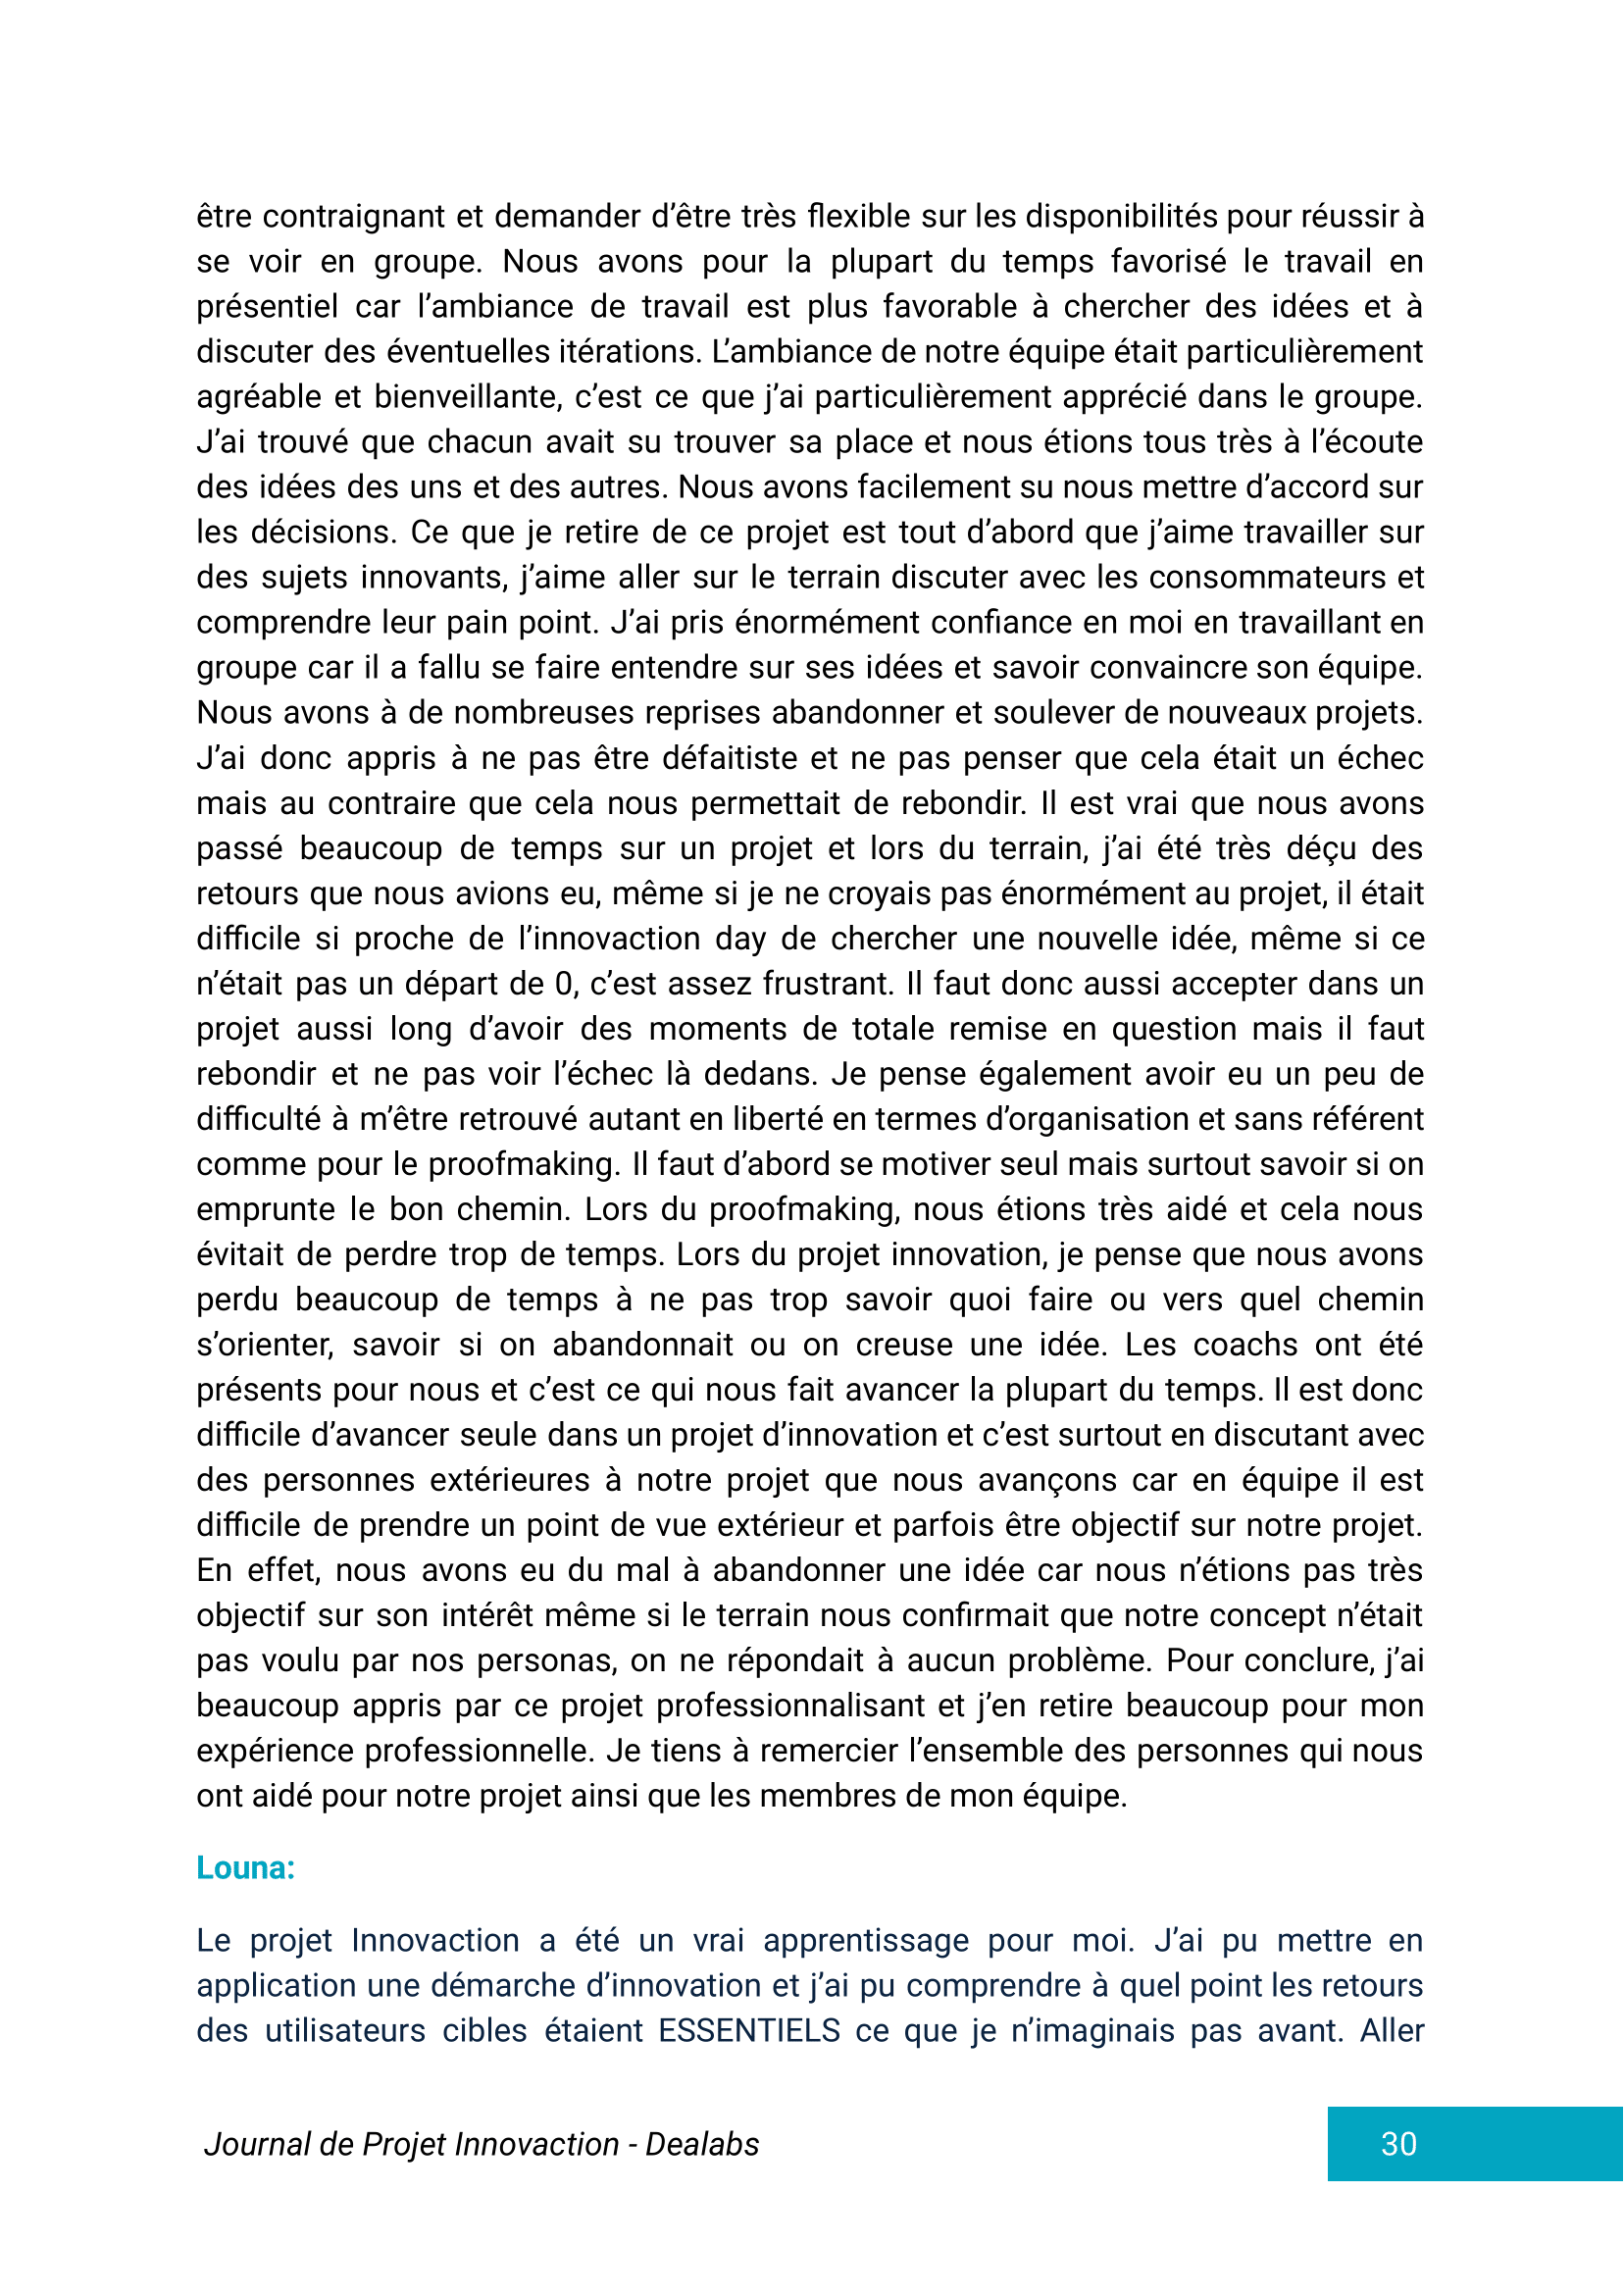 être contraignant et demander d’être très flexible sur les disponibilités pour réussir à
se voir en groupe. Nous avons pour la plupart du temps favorisé le travail en
présentiel car l’ambiance de travail est plus favorable à chercher des idées et à
discuter des éventuelles itérations. L’ambiance de notre équipe était particulièrement
agréable et bienveillante, c’est ce que j’ai particulièrement apprécié dans le groupe.
J’ai trouvé que chacun avait su trouver sa place et nous étions tous très à l’écoute
des idées des uns et des autres. Nous avons facilement su nous mettre d’accord sur
les décisions. Ce que je retire de ce projet est tout d’abord que j’aime travailler sur
des sujets innovants, j’aime aller sur le terrain discuter avec les consommateurs et
comprendre leur pain point. J’ai pris énormément confiance en moi en travaillant en
groupe car il a fallu se faire entendre sur ses idées et savoir convaincre son équipe.
Nous avons à de nombreuses reprises abandonner et soulever de nouveaux projets.
J’ai donc appris à ne pas être défaitiste et ne pas penser que cela était un échec
mais au contraire que cela nous permettait de rebondir. Il est vrai que nous avons
passé beaucoup de temps sur un projet et lors du terrain, j’ai été très déçu des
retours que nous avions eu, même si je ne croyais pas énormément au projet, il était
difficile si proche de l’innovaction day de chercher une nouvelle idée, même si ce
n’était pas un départ de 0, c’est assez frustrant. Il faut donc aussi accepter dans un
projet aussi long d’avoir des moments de totale remise en question mais il faut
rebondir et ne pas voir l’échec là dedans. Je pense également avoir eu un peu de
difficulté à m’être retrouvé autant en liberté en termes d’organisation et sans référent
comme pour le proofmaking. Il faut d’abord se motiver seul mais surtout savoir si on
emprunte le bon chemin. Lors du proofmaking, nous étions très aidé et cela nous
évitait de perdre trop de temps. Lors du projet innovation, je pense que nous avons
perdu beaucoup de temps à ne pas trop savoir quoi faire ou vers quel chemin
s’orienter, savoir si on abandonnait ou on creuse une idée. Les coachs ont été
présents pour nous et c’est ce qui nous fait avancer la plupart du temps. Il est donc
difficile d’avancer seule dans un projet d’innovation et c’est surtout en discutant avec
des personnes extérieures à notre projet que nous avançons car en équipe il est
difficile de prendre un point de vue extérieur et parfois être objectif sur notre projet.
En effet, nous avons eu du mal à abandonner une idée car nous n’étions pas très
objectif sur son intérêt même si le terrain nous confirmait que notre concept n’était
pas voulu par nos personas, on ne répondait à aucun problème. Pour conclure, j’ai
beaucoup appris par ce projet professionnalisant et j’en retire beaucoup pour mon
expérience professionnelle. Je tiens à remercier l’ensemble des personnes qui nous
ont aidé pour notre projet ainsi que les membres de mon équipe.
Louna:
Le projet Innovaction a été un vrai apprentissage pour moi. J’ai pu mettre en
application une démarche d’innovation et j’ai pu comprendre à quel point les retours
des utilisateurs cibles étaient ESSENTIELS ce que je n’imaginais pas avant. Aller
Journal de Projet Innovaction - Dealabs
30